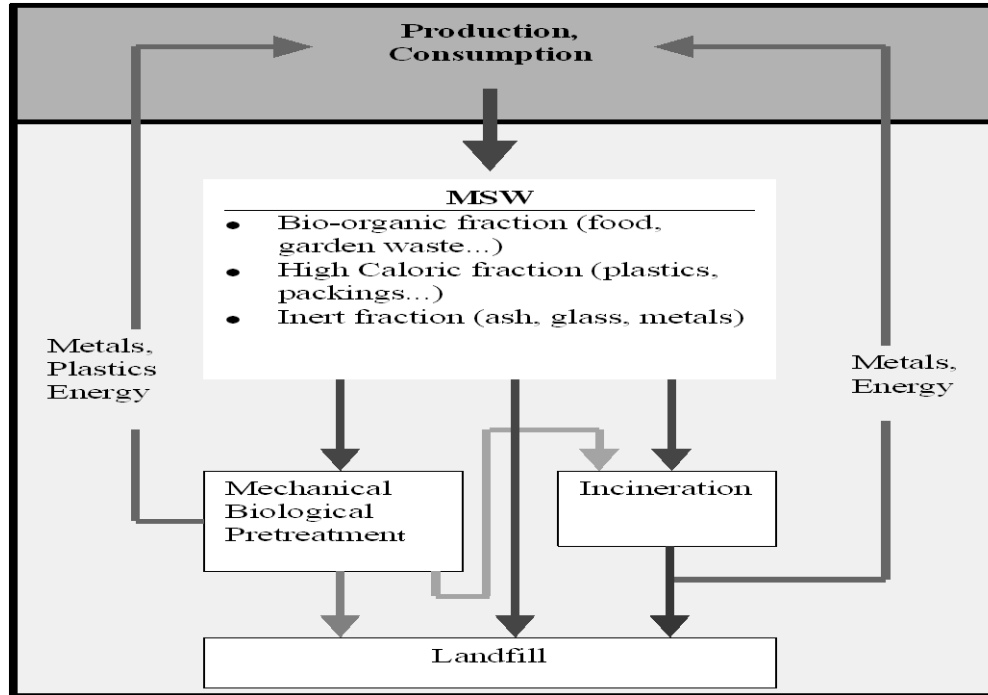 Production,
Consumption
MSW
● Bio-organic fraction (food,
garden waste...)
● High Caloric fraction (plastics,
packings...)
● Inert fraction (ash, glass, metals)
Metals,
Plastics
Energy
Metals,
Energy
Mechanical
Biological
Pretreatment
Incineration
Landfill